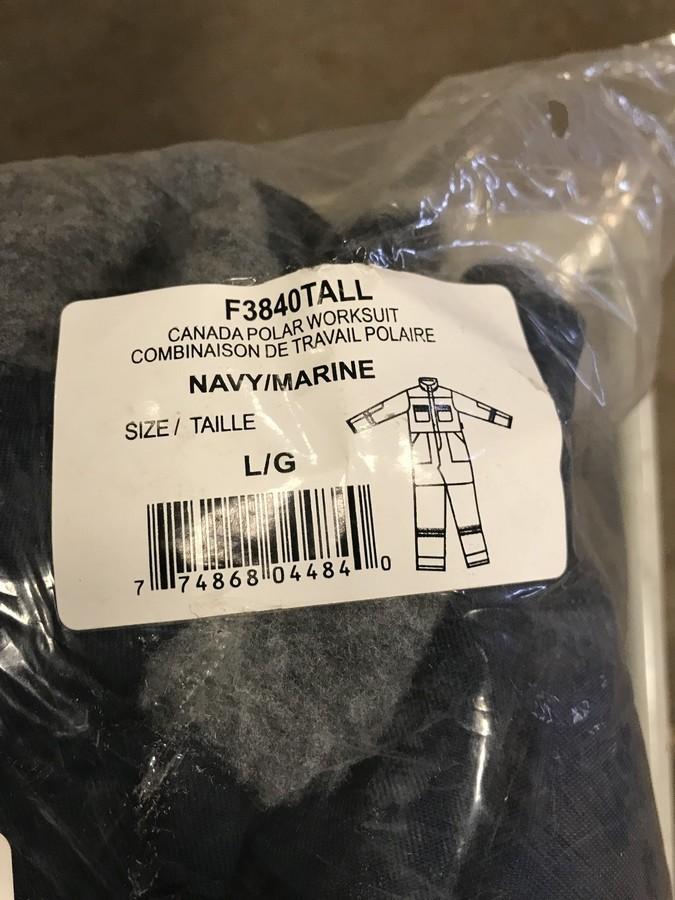 F3840TALL
CANADA POLAR WORKSUIT
COMBINAISON DE TRAVAIL POLAIRE
NAVY/MARINE
SIZE / TAILLE
L/G
7 74868 04484 0